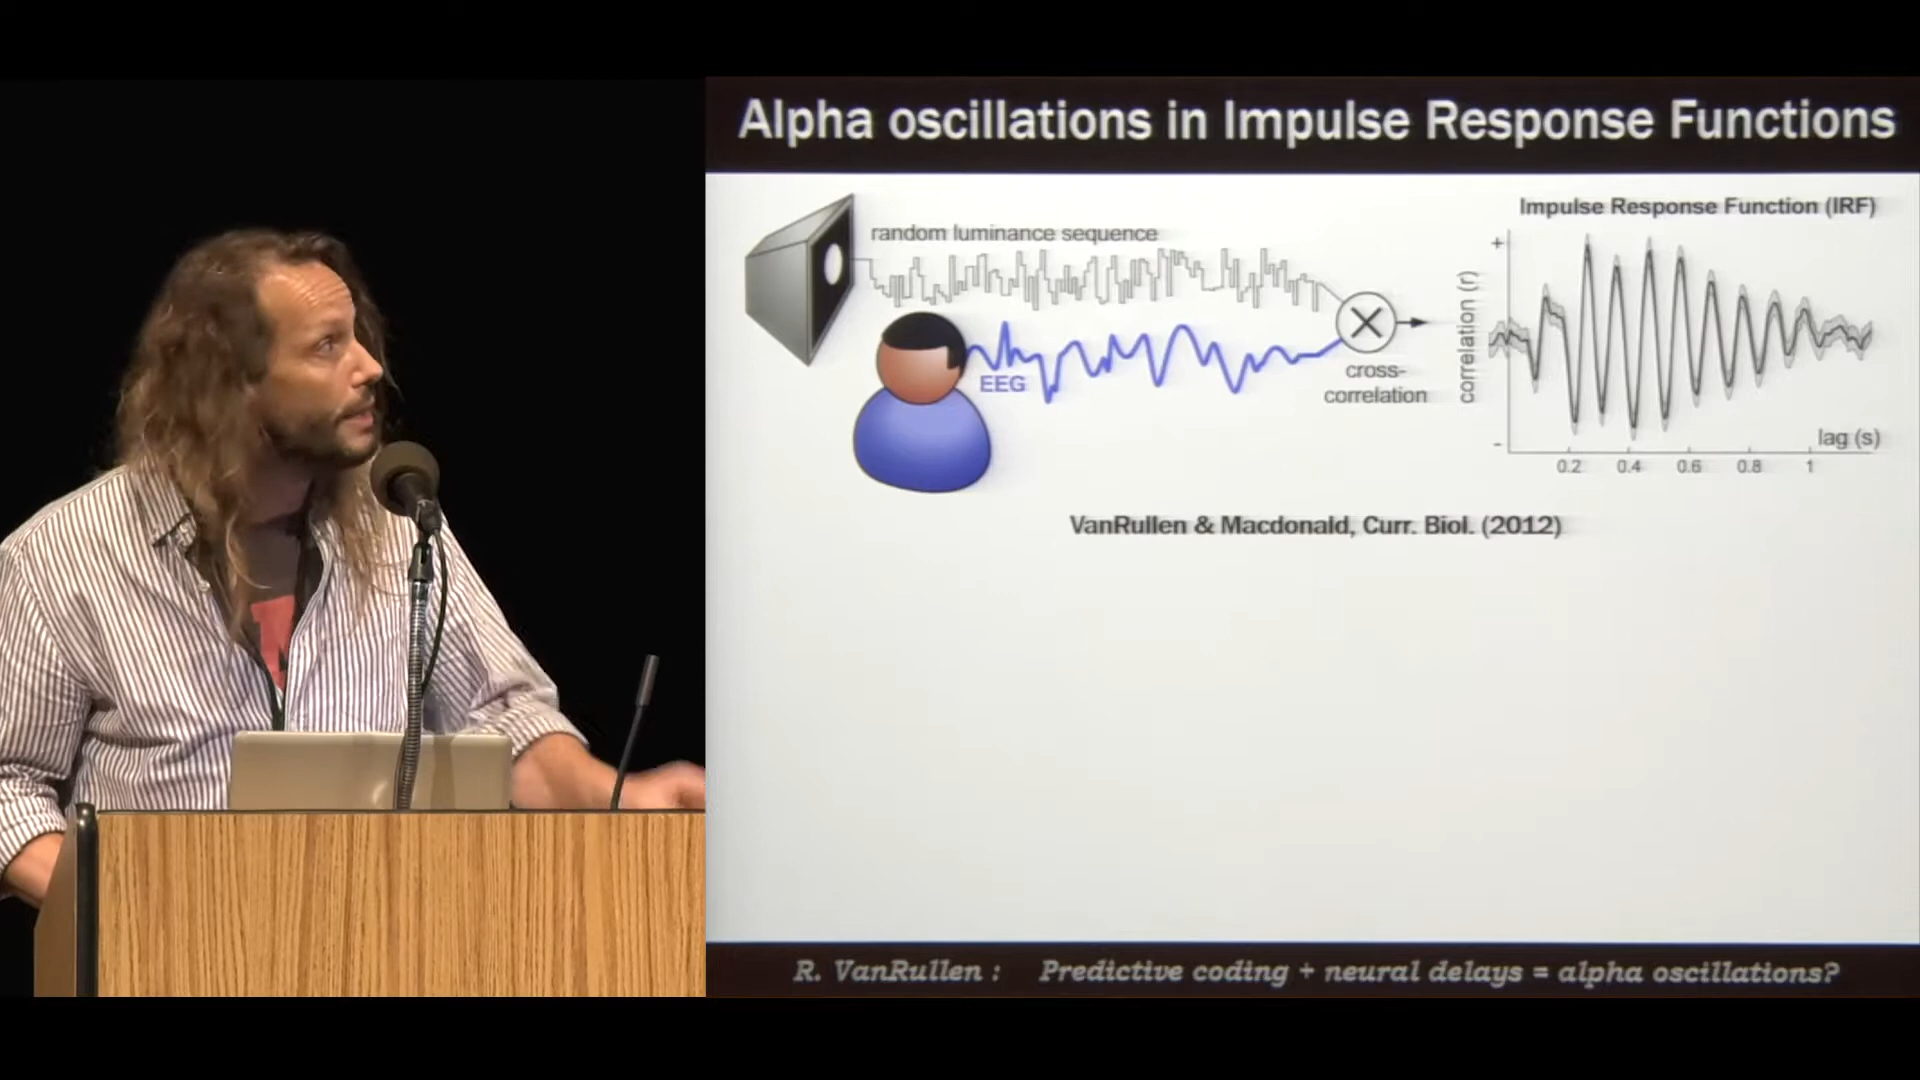 Alpha oscillations in Impulse Response Functions
random luminance sequence
EEG
cross-
correlation
Impulse Response Function (IRF)
+
correlation (r)
-
lag (s)
0.2 0.4 0.6 0.8 1
VanRullen & Macdonald, Curr. Biol. (2012)
R. VanRullen : Predictive coding + neural delays = alpha oscillations?